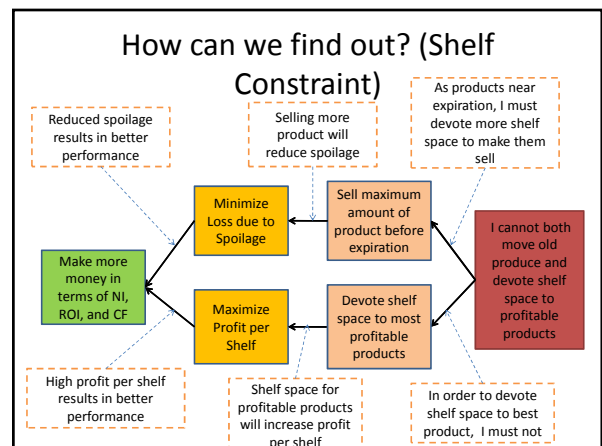 How can we find out? (Shelf
Constraint)
Reduced spoilage
results in better
performance
Selling more
product will
reduce spoilage
As products near
expiration, I must
devote more shelf
space to make them
sell
Minimize
Loss due to
Spoilage
Sell maximum
amount of
product before
expiration
I cannot both
move old
produce and
devote shelf
space to
profitable
products
Make more
money in
terms of NI,
ROI, and CF
Maximize
Profit per
Shelf
Devote shelf
space to most
profitable
products
High profit per shelf
results in better
performance
Shelf space for
profitable products
will increase profit
per shelf
In order to devote
shelf space to best
product, I must not